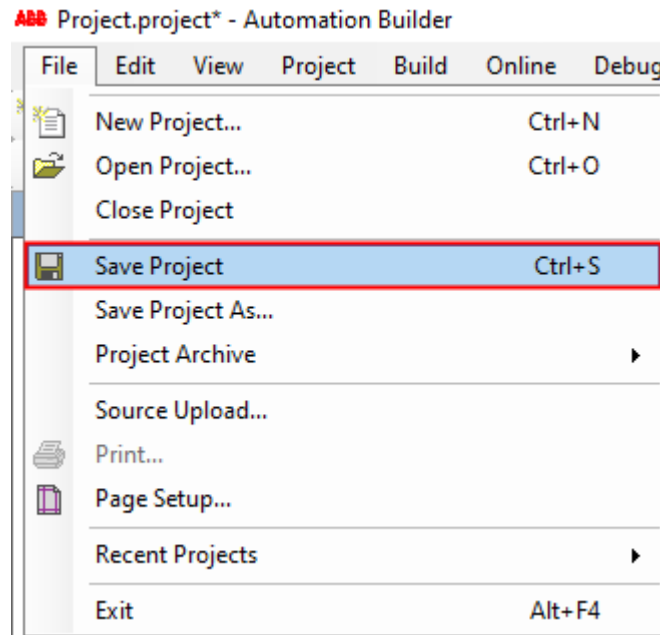 ABB Project.project* - Automation Builder
File Edit View Project Build Online Debug
New Project... Ctrl+N
Open Project... Ctrl+O
Close Project
Save Project Ctrl+S
Save Project As...
Project Archive
Source Upload...
Print...
Page Setup...
Recent Projects
Exit Alt+F4